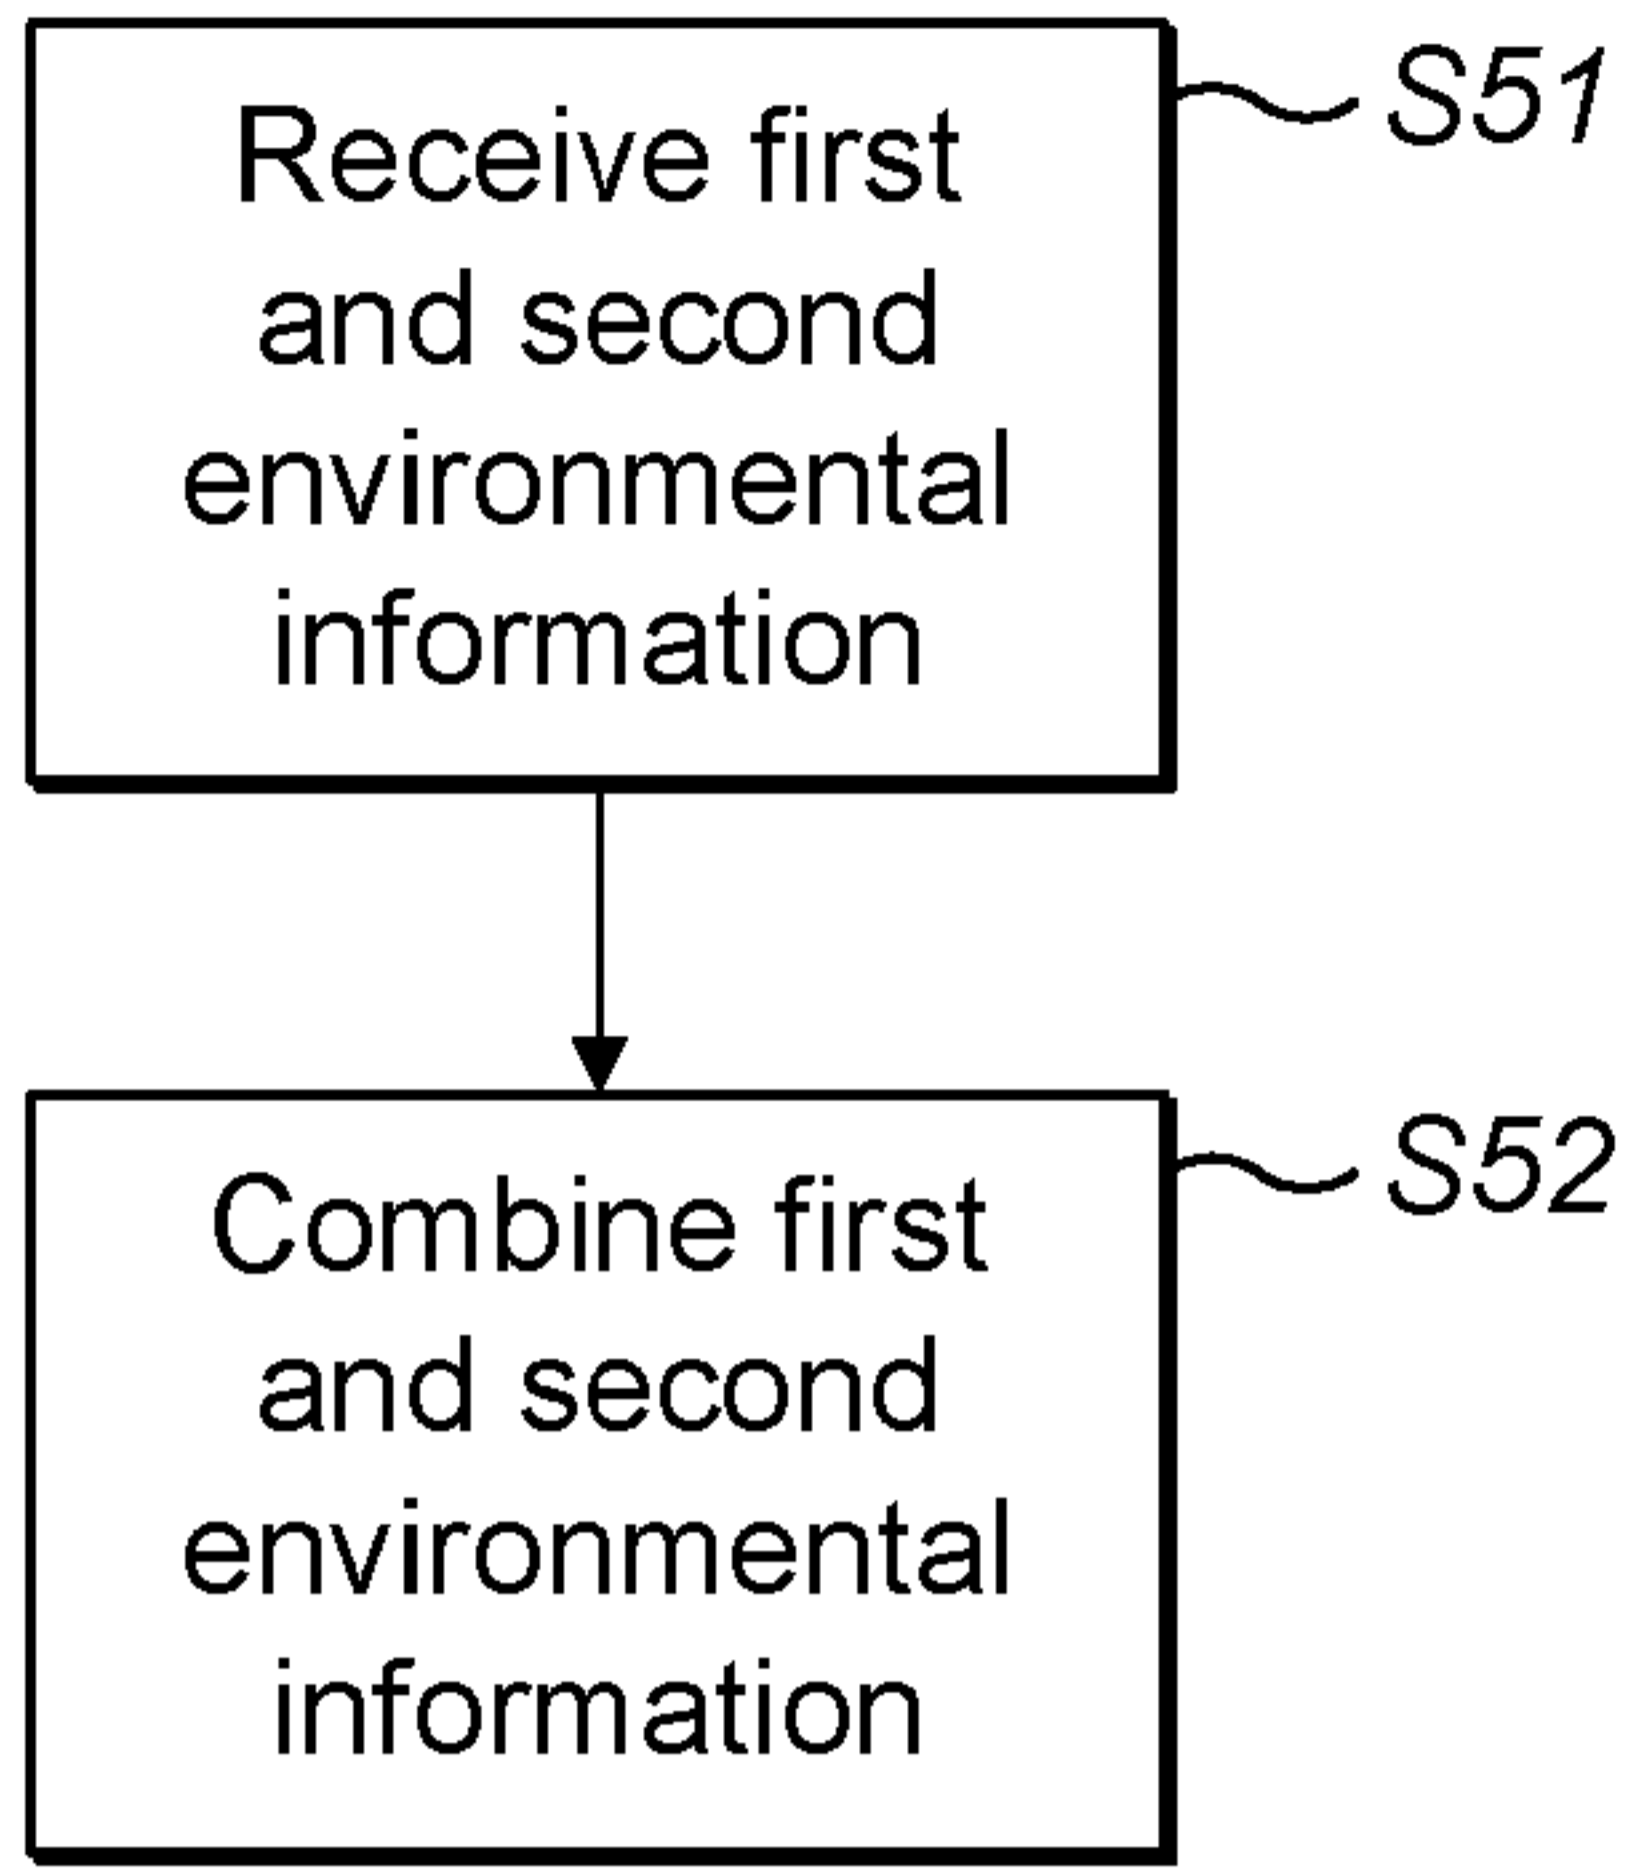 Receive first
and second
environmental
information
S51
Combine first
and second
environmental
information
S52